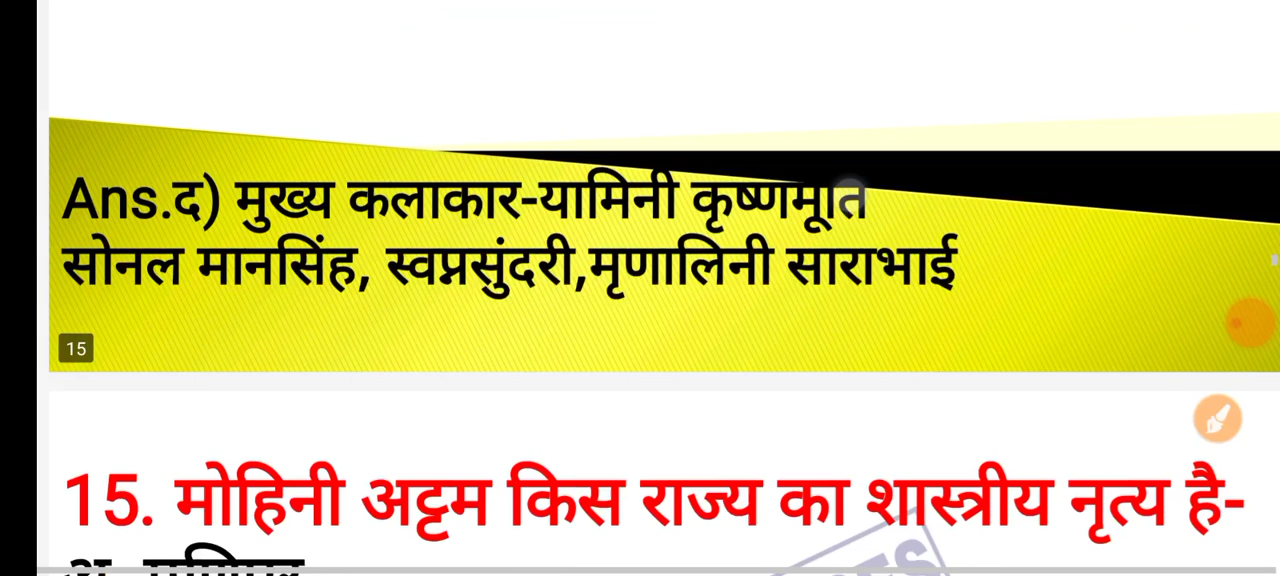 Ans.द) मुख्य कलाकार-यामिनी कृष्णमूर्ति
सोनल मानसिंह, स्वप्नसुंदरी,मृणालिनी साराभाई
15
15. मोहिनी अट्टम किस राज्य का शास्त्रीय नृत्य है-